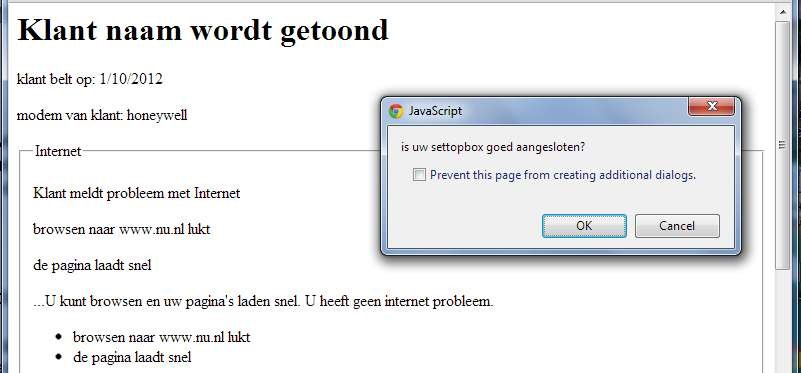 Klant naam wordt getoond
klant belt op: 1/10/2012
modem van klant: honeywell
JavaScript
is uw settopbox goed aangesloten?
Prevent this page from creating additional dialogs.
OK
Cancel
Internet
Klant meldt probleem met Internet
browsen naar www.nu.nl lukt
de pagina laadt snel
...U kunt browsen en uw pagina's laden snel. U heeft geen internet probleem.
browsen naar www.nu.nl lukt
de pagina laadt snel